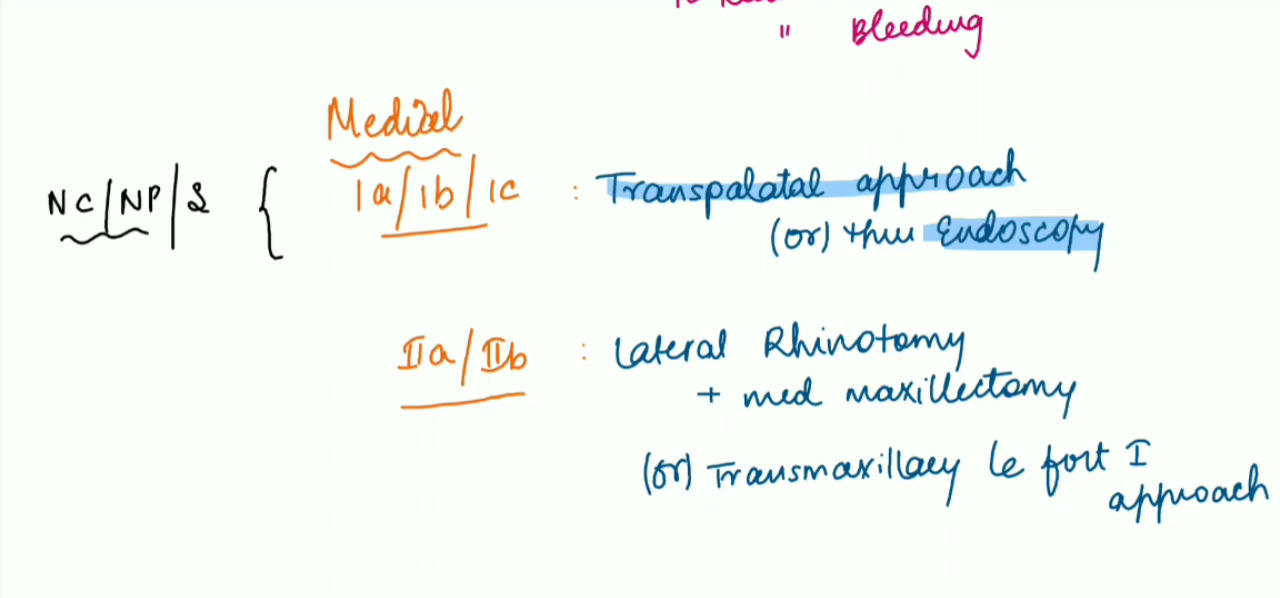 " Bleeding
Medial
NC/NP/S { Ia/Ib/Ic : Transpalatal approach
(or) thru Endoscopy
IIa/IIb : Lateral Rhinotomy
+ med maxillectomy
(or) Transmaxillary le fort I
approach